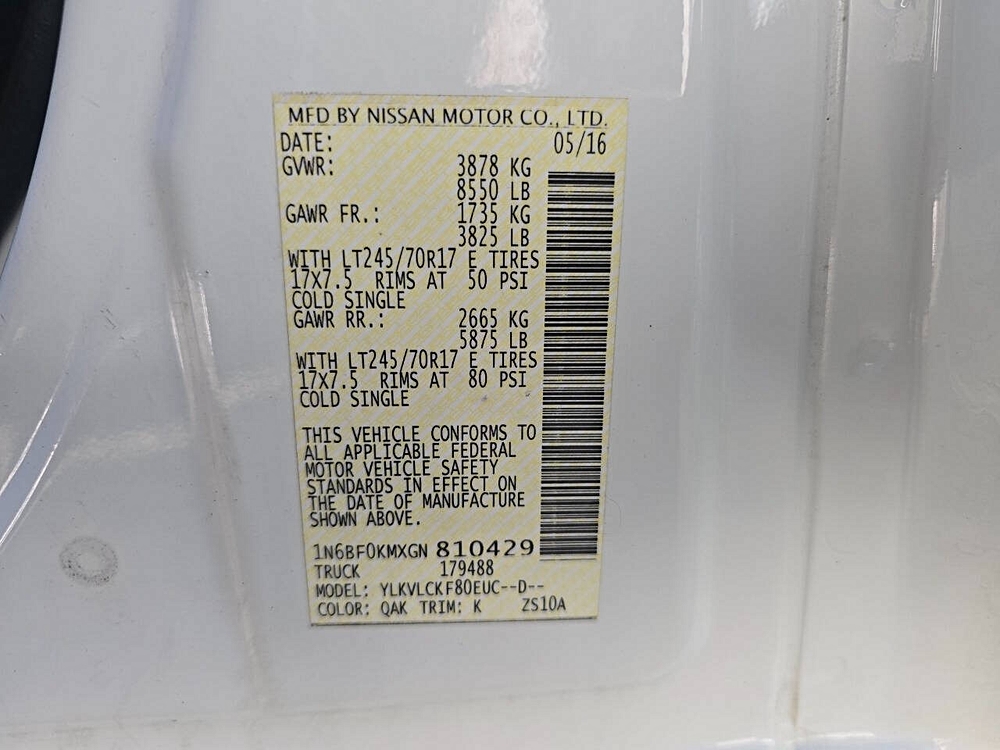 MFD BY NISSAN MOTOR CO., LTD.
DATE: 05/16
GVWR: 3878 KG
8550 LB
GAWR FR.: 1735 KG
3825 LB
WITH LT245/70R17 E TIRES
17X7.5 RIMS AT 50 PSI
COLD SINGLE
GAWR RR.: 2665 KG
5875 LB
WITH LT245/70R17 E TIRES
17X7.5 RIMS AT 80 PSI
COLD SINGLE
THIS VEHICLE CONFORMS TO
ALL APPLICABLE FEDERAL
MOTOR VEHICLE SAFETY
STANDARDS IN EFFECT ON
THE DATE OF MANUFACTURE
SHOWN ABOVE.
1N6BF0KMXGN 810429
TRUCK 179488
MODEL: YLKVLCKF80EUC--D--
COLOR: QAK TRIM: K ZS10A